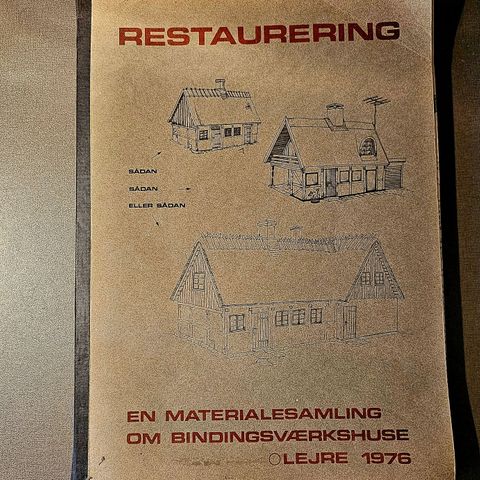 RESTAURERING
SÅDAN
SÅDAN
ELLER SÅDAN
EN MATERIALESAMLING
OM BINDINGSVÆRKSHUSE
LEJRE 1976